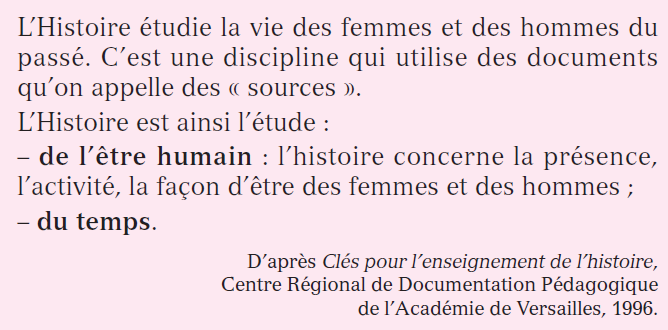 L’Histoire étudie la vie des femmes et des hommes du
passé. C’est une discipline qui utilise des documents
qu’on appelle des « sources ».
L’Histoire est ainsi l’étude :
– de l’être humain : l’histoire concerne la présence,
l’activité, la façon d’être des femmes et des hommes ;
– du temps.
D’après Clés pour l’enseignement de l’histoire,
Centre Régional de Documentation Pédagogique
de l’Académie de Versailles, 1996.